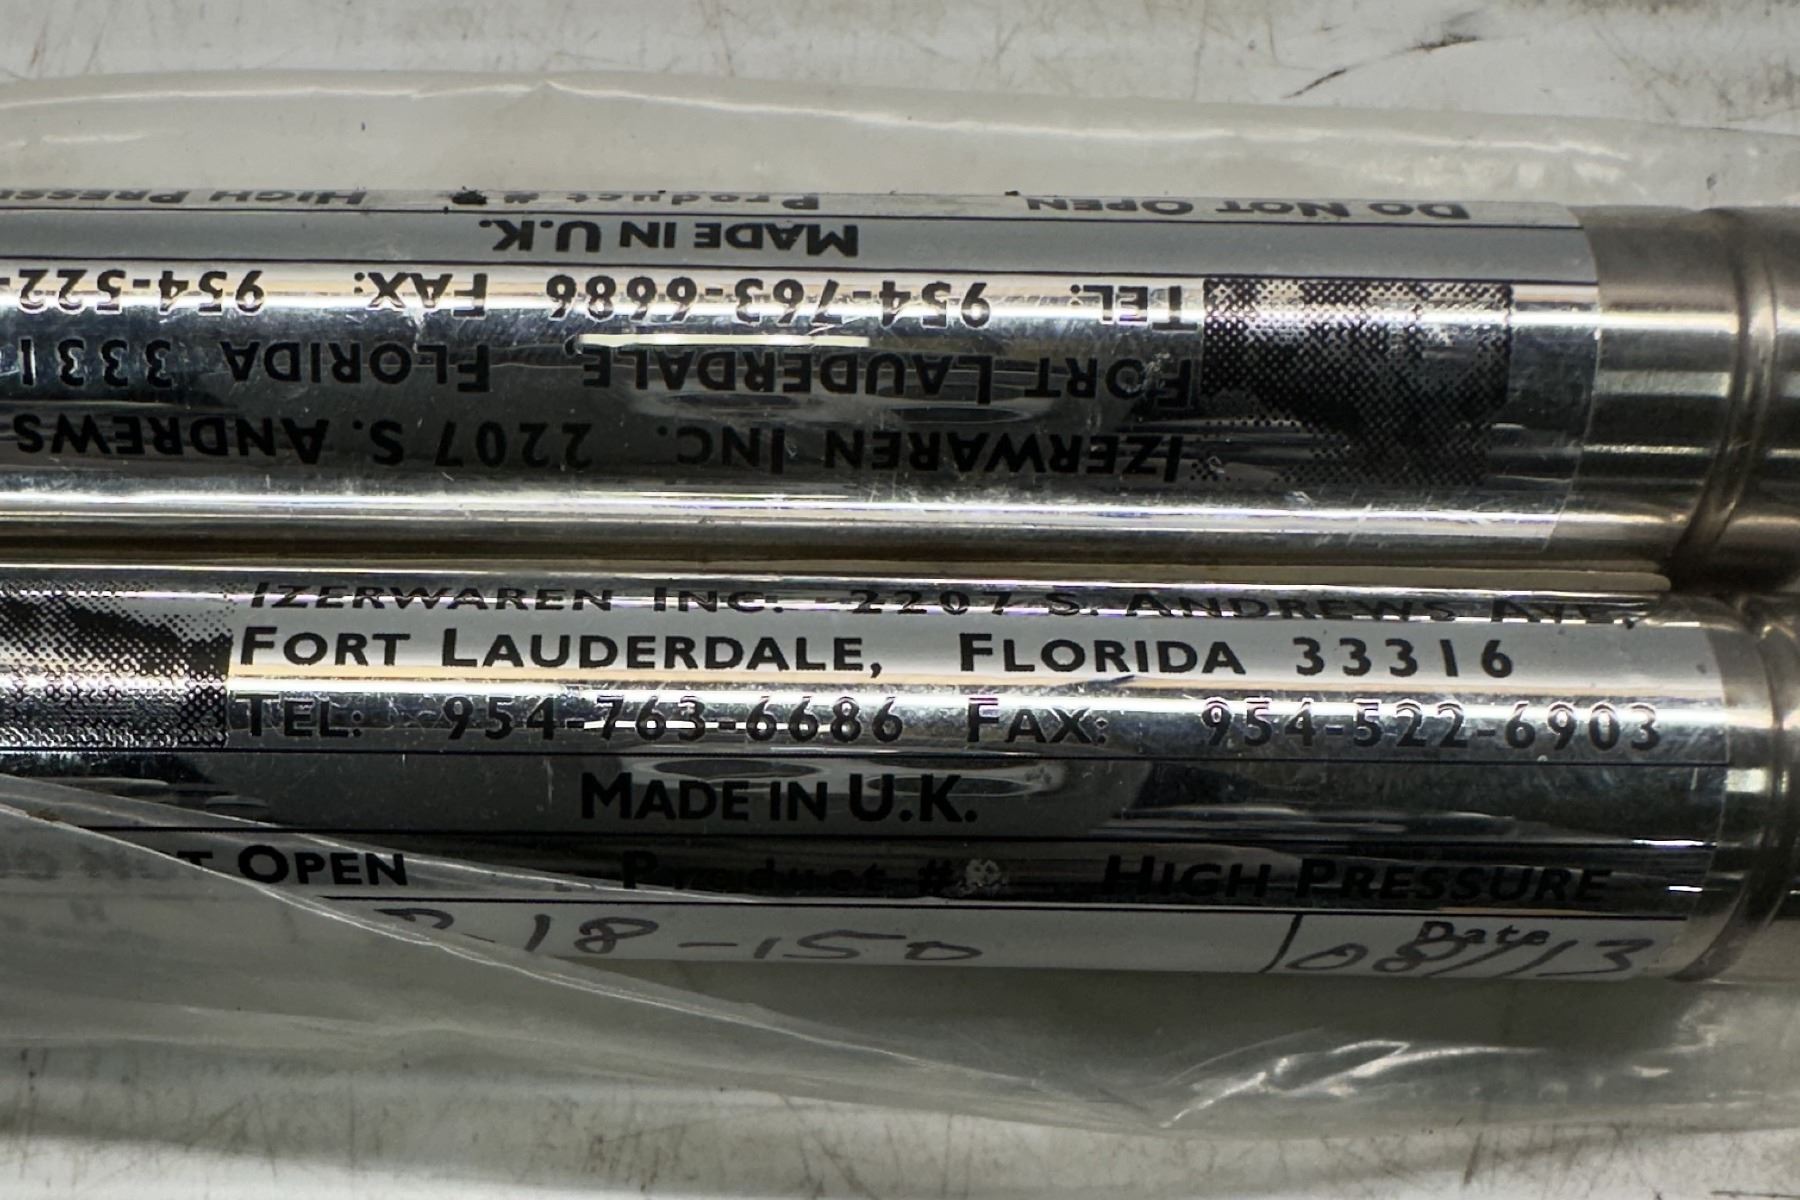 DO NOT OPEN Product # HIGH
MADE IN U.K.
TEL: 954-763-6686 FAX: 954-522-
FORT LAUDERDALE, FLORIDA 3331
IZERWAREN INC. 2207 S. ANDREWS
IZERWAREN INC. 2207 S. ANDREWS AVE.
FORT LAUDERDALE, FLORIDA 33316
TEL: 954-763-6686 FAX: 954-522-6903
MADE IN U.K.
OPEN Product # HIGH PRESSURE
-18-150 Date 08/13